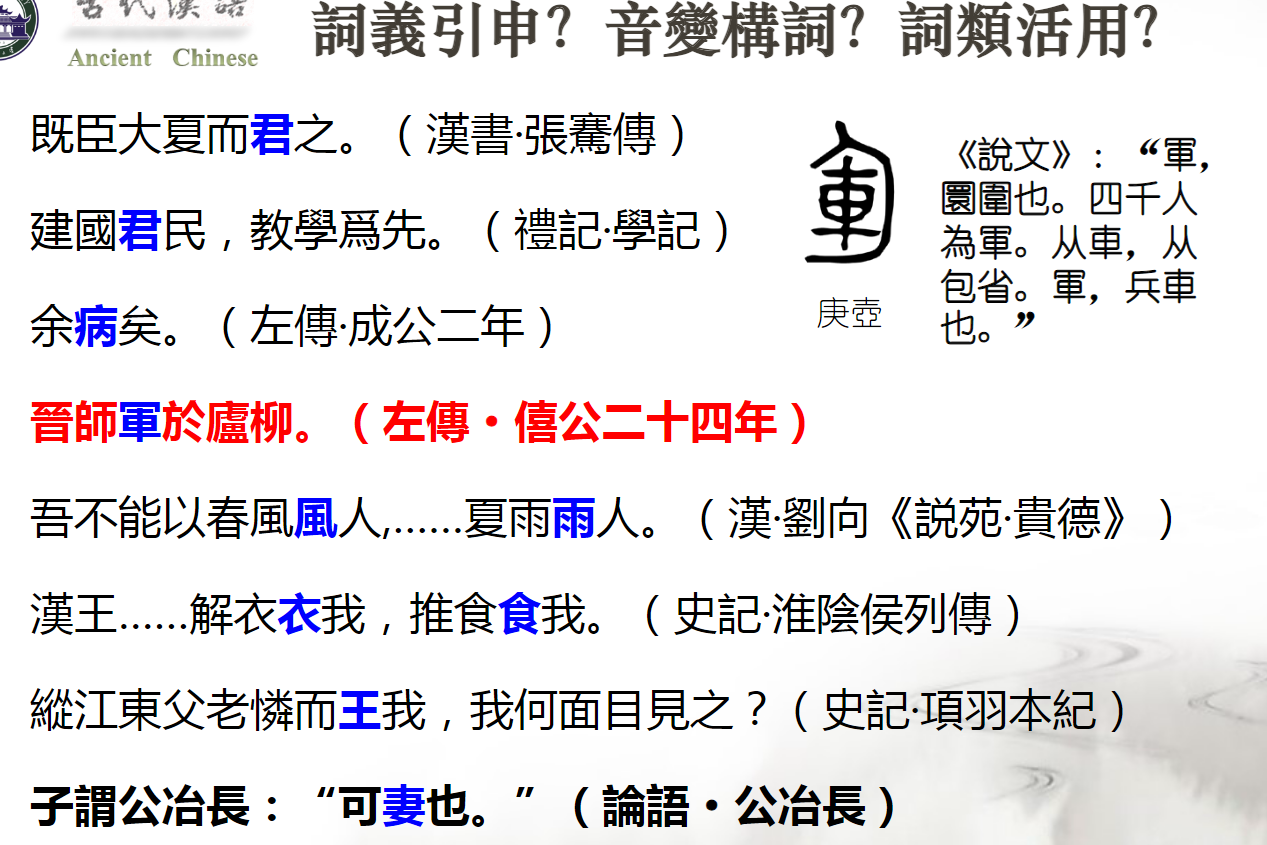 古代漢語
Ancient Chinese
詞義引申？音變構詞？詞類活用？
既臣大夏而君之。（漢書·張騫傳）
建國君民，教學爲先。（禮記·學記）
余病矣。（左傳·成公二年）
晉師軍於廬柳。（左傳·僖公二十四年）
吾不能以春風風人,……夏雨雨人。（漢·劉向《説苑·貴德》）
漢王……解衣衣我，推食食我。（史記·淮陰侯列傳）
縱江東父老憐而王我，我何面目見之？（史記·項羽本紀）
子謂公冶長：“可妻也。”（論語·公冶長）
軍
庚壺
《說文》：“軍，
圜圍也。四千人
為軍。从車，从
包省。軍，兵車
也。”